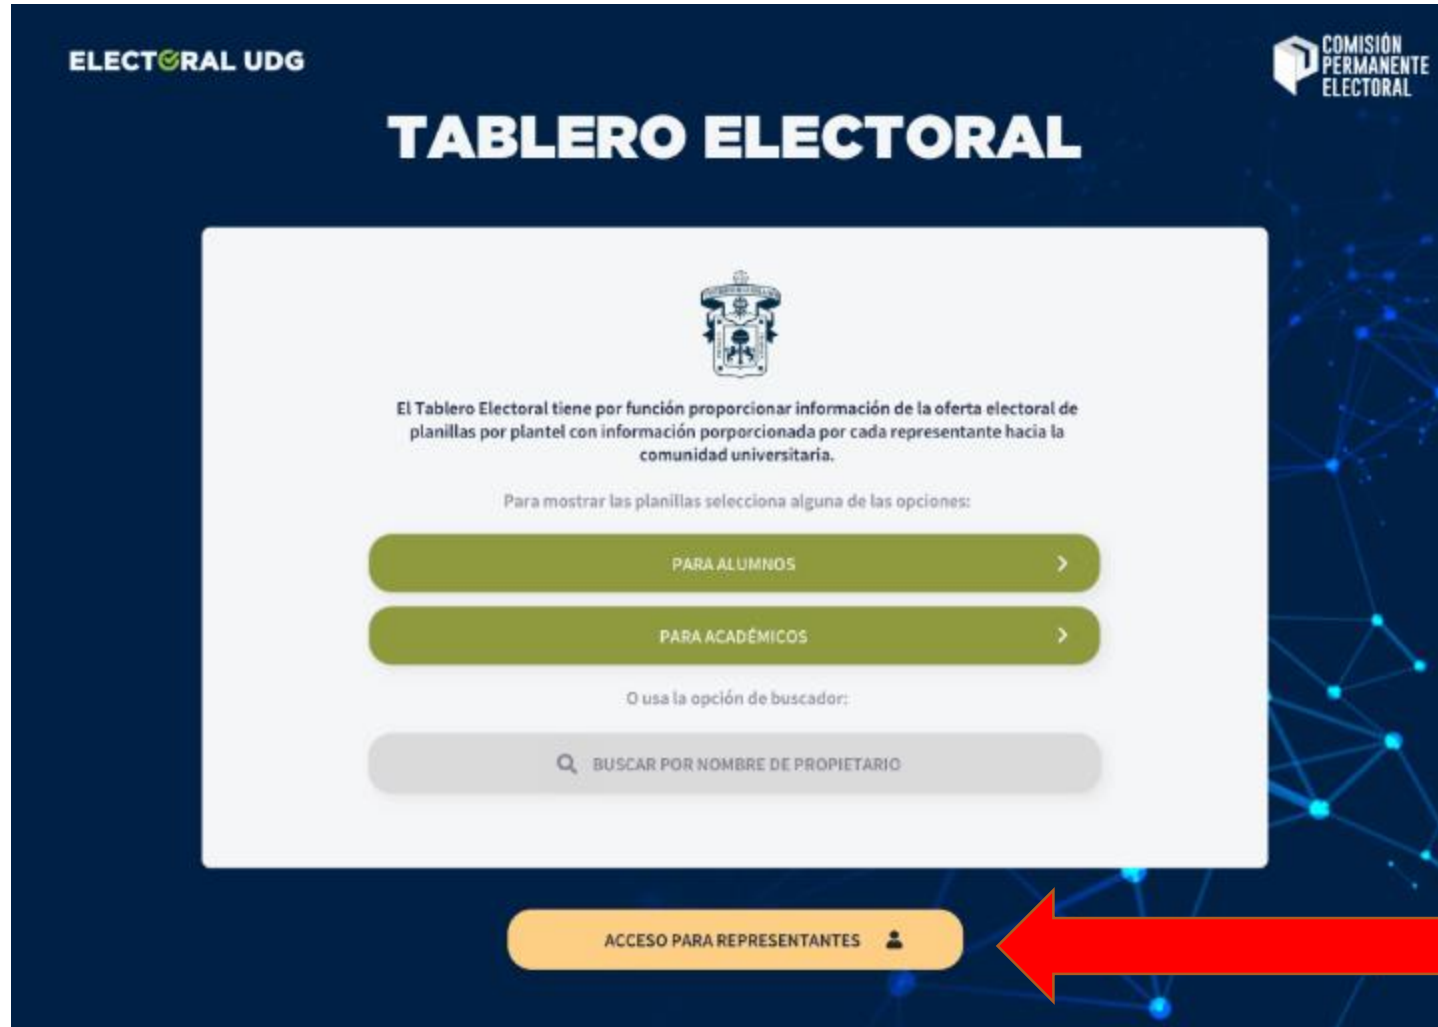 ELECTORAL UDG
COMISIÓN
PERMANENTE
ELECTORAL
TABLERO ELECTORAL
El Tablero Electoral tiene por función proporcionar información de la oferta electoral de
planillas por plantel con información porporcionada por cada representante hacia la
comunidad universitaria.
Para mostrar las planillas selecciona alguna de las opciones:
PARA ALUMNOS
PARA ACADÉMICOS
O usa la opción de buscador:
BUSCAR POR NOMBRE DE PROPIETARIO
ACCESO PARA REPRESENTANTES